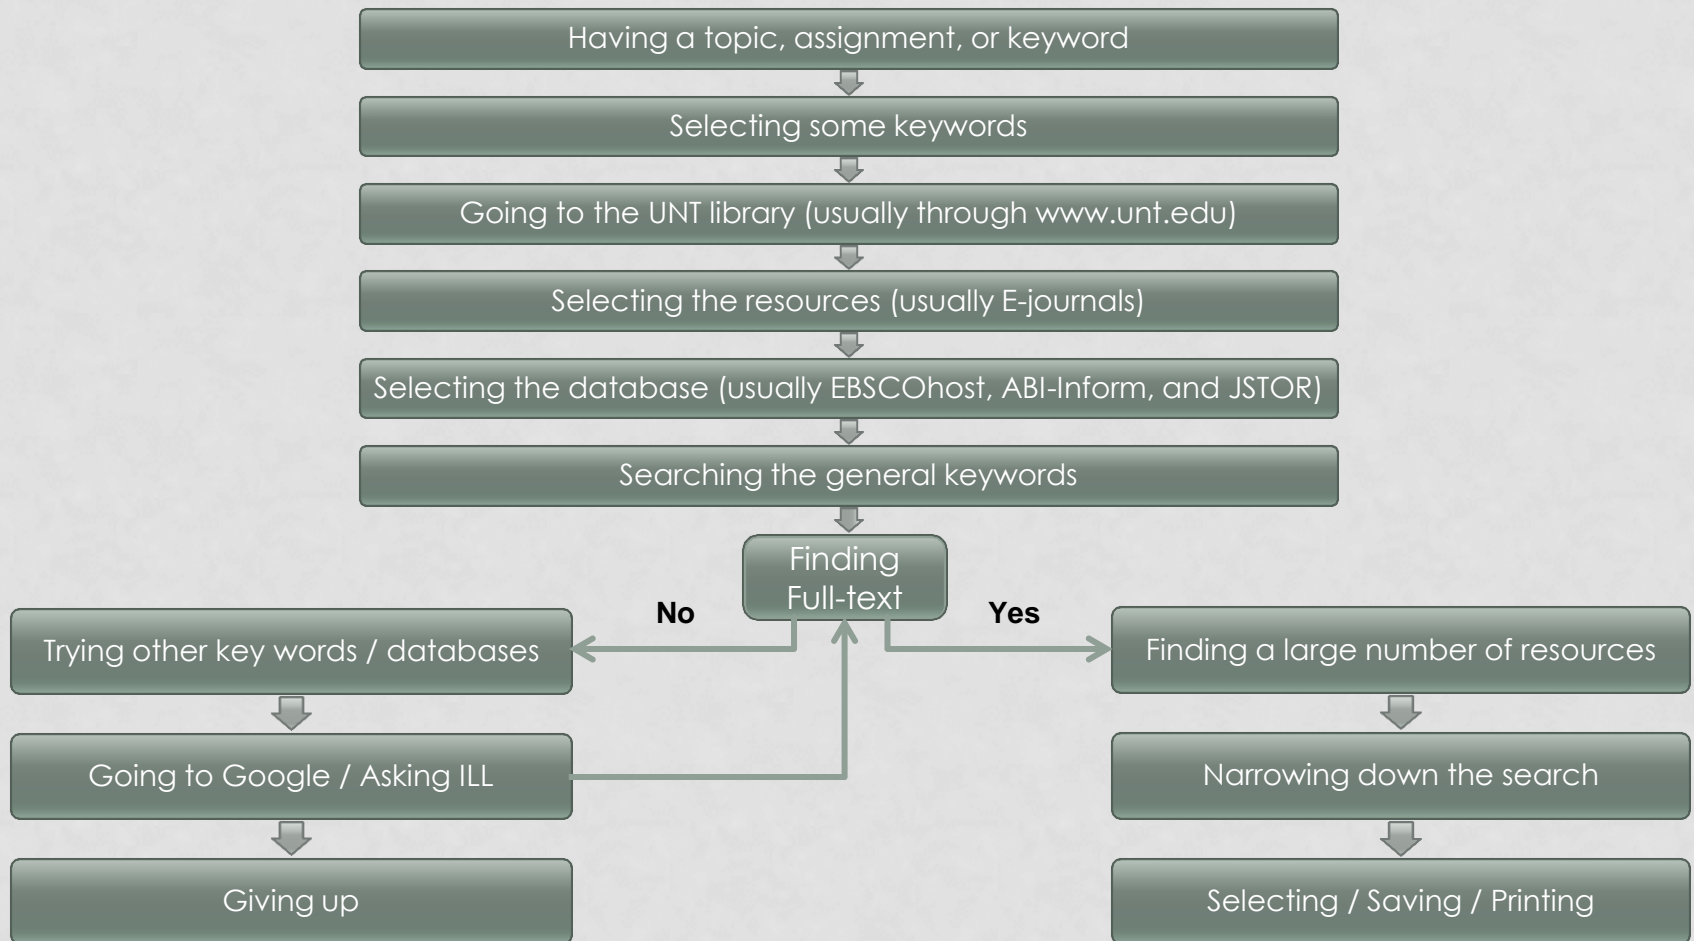 Having a topic, assignment, or keyword
Selecting some keywords
Going to the UNT library (usually through www.unt.edu)
Selecting the resources (usually E-journals)
Selecting the database (usually EBSCOhost, ABI-Inform, and JSTOR)
Searching the general keywords
Finding
Full-text
No
Yes
Trying other key words / databases
Finding a large number of resources
Going to Google / Asking ILL
Narrowing down the search
Giving up
Selecting / Saving / Printing